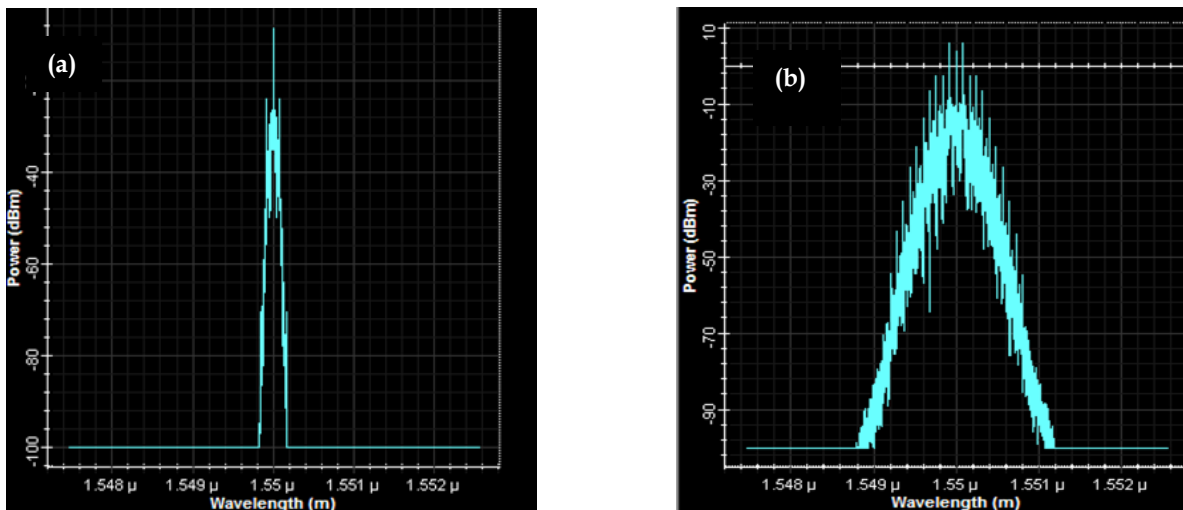 (a)
Power (dBm)
-40
-60
-80
-100
1.548 µ
1.549 µ
1.55 µ
1.551 µ
1.552 µ
Wavelength (m)
(b)
Power (dBm)
10
-10
-30
-50
-70
-90
1.548 µ
1.549 µ
1.55 µ
1.551 µ
1.552 µ
Wavelength (m)